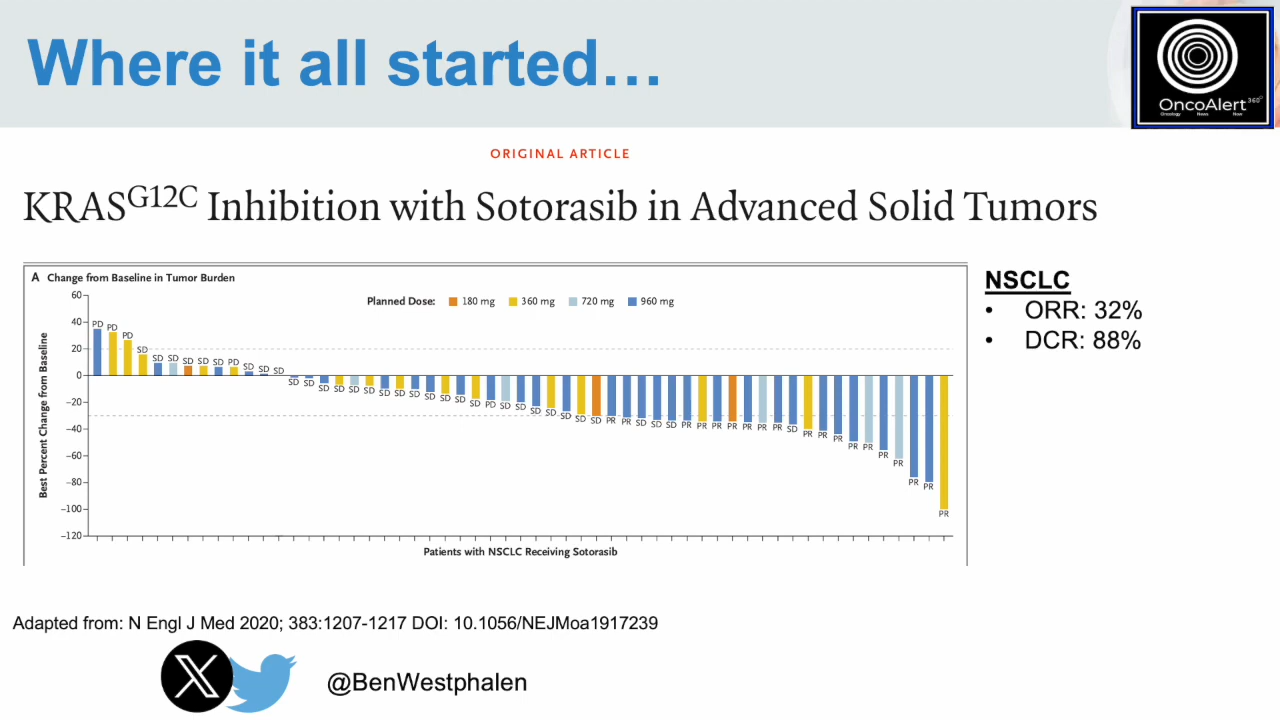 Where it all started…
OncoAlert 360°
Oncology News Now
ORIGINAL ARTICLE
KRASG12C Inhibition with Sotorasib in Advanced Solid Tumors
A Change from Baseline in Tumor Burden
Planned Dose: 180 mg 360 mg 720 mg 960 mg
Best Percent Change from Baseline
60
40
20
0
−20
−40
−60
−80
−100
−120
PD PD PD SD SD SD SD SD SD PD SD SD SD SD SD SD SD SD SD SD SD SD SD SD SD SD PD SD SD SD SD SD SD SD PR PR SD SD SD PR PR PR PR PR PR PR SD PR PR PR PR PR PR PR PR PR PR
Patients with NSCLC Receiving Sotorasib
NSCLC
• ORR: 32%
• DCR: 88%
Adapted from: N Engl J Med 2020; 383:1207-1217 DOI: 10.1056/NEJMoa1917239
@BenWestphalen